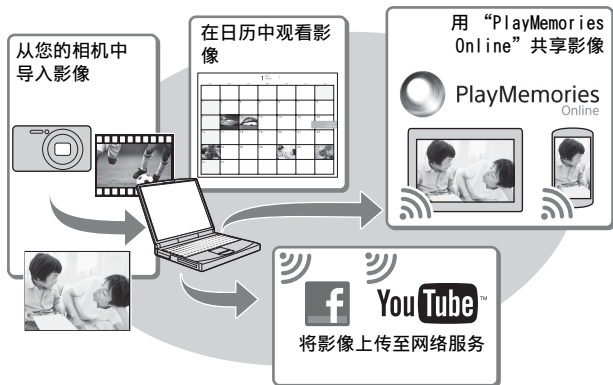 从您的相机中
导入影像
在日历中观看影
像
用 “PlayMemories
Online”共享影像
PlayMemories
Online
f
You Tube ™
将影像上传至网络服务